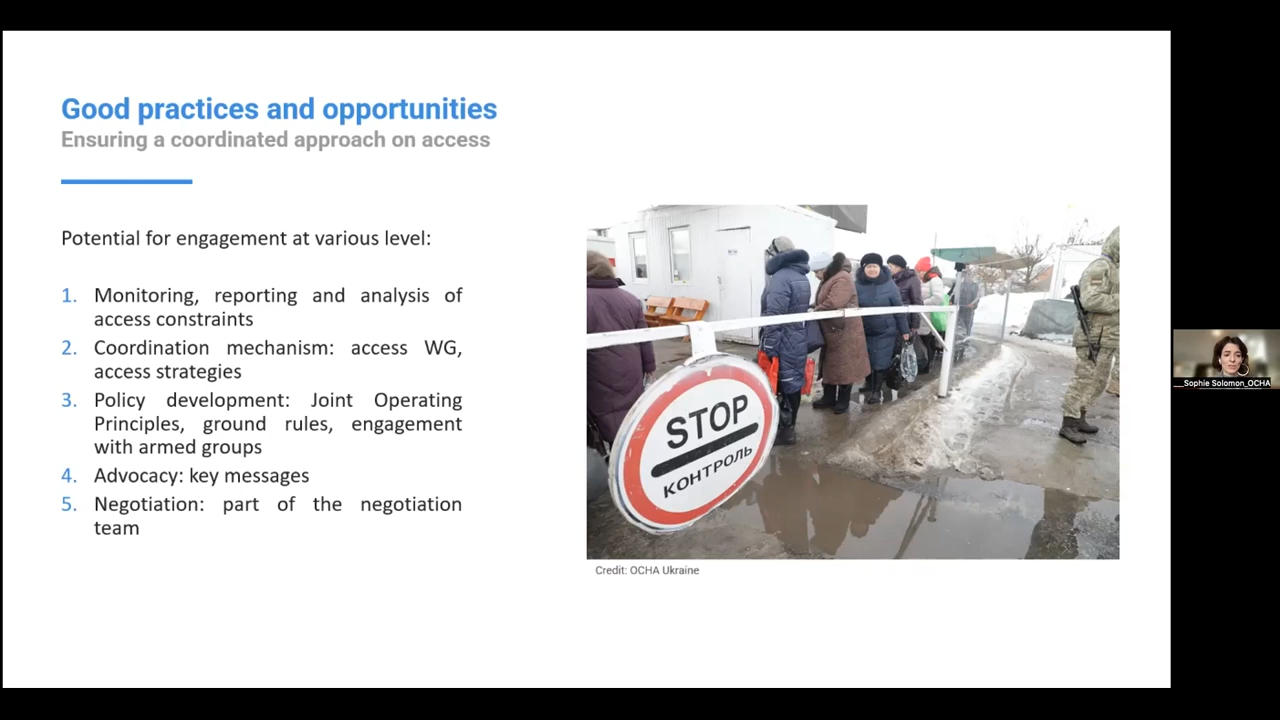 Good practices and opportunities
Ensuring a coordinated approach on access
Potential for engagement at various level:
1. Monitoring, reporting and analysis of
access constraints
2. Coordination mechanism: access WG,
access strategies
3. Policy development: Joint Operating
Principles, ground rules, engagement
with armed groups
4. Advocacy: key messages
5. Negotiation: part of the negotiation
team
STOP
КОНТРОЛЬ
Credit: OCHA Ukraine
__Sophie Solomon_OCHA